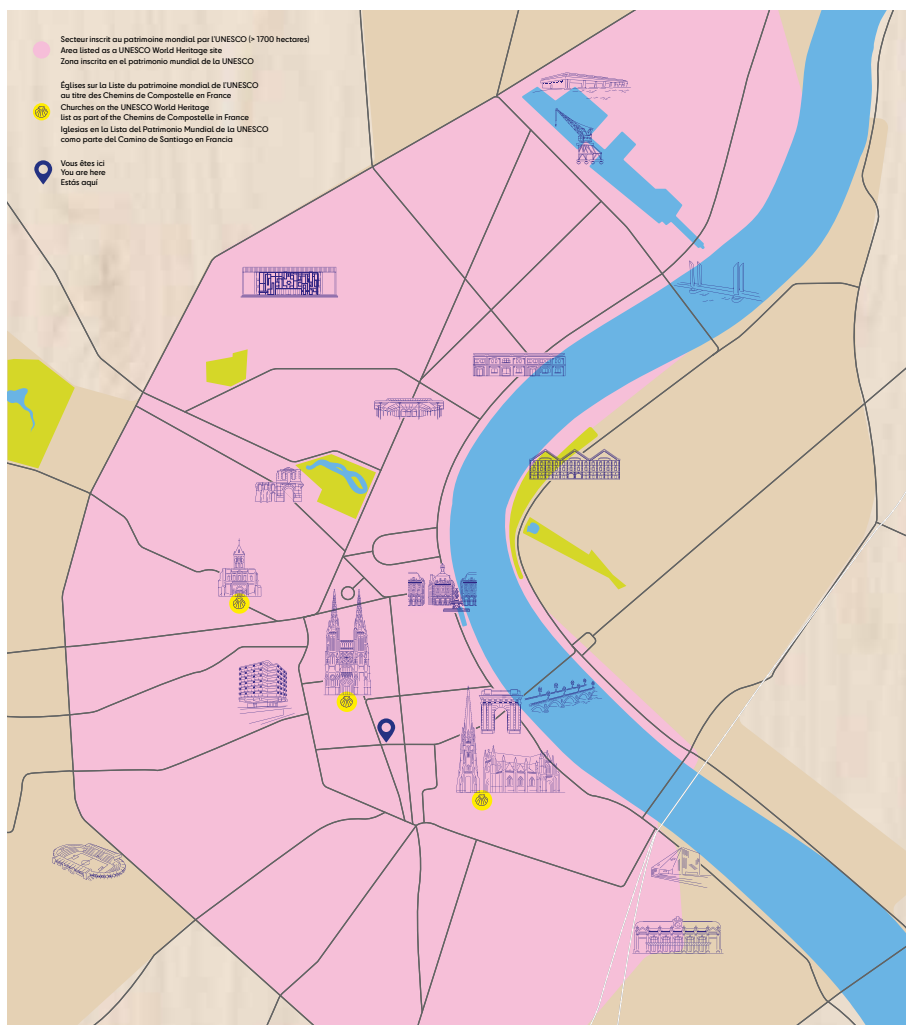 Secteur inscrit au patrimoine mondial par l'UNESCO (> 1700 hectares)
Area listed as a UNESCO World Heritage site
Zona inscrita en el patrimonio mundial de la UNESCO
Églises sur la Liste du patrimoine mondial de l'UNESCO
au titre des Chemins de Compostelle en France
Churches on the UNESCO World Heritage
list as part of the Chemins de Compostelle in France
Iglesias en la Lista del Patrimonio Mundial de la UNESCO
como parte del Camino de Santiago en Francia
Vous êtes ici
You are here
Estás aquí